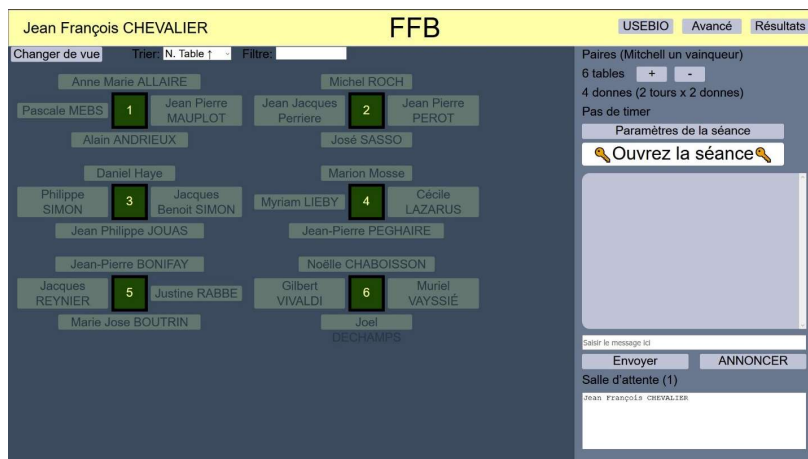 Jean François CHEVALIER
FFB
USEBIO Avancé Résultats
Changer de vue Trier: N. Table ↑ Filtre:
Anne Marie ALLAIRE
Pascale MEBS
1
Jean Pierre
MAUPLOT
Alain ANDRIEUX
Michel ROCH
Jean Jacques
Perriere
2
Jean Pierre
PEROT
José SASSO
Daniel Haye
Philippe
SIMON
3
Jacques
Benoit SIMON
Jean Philippe JOUAS
Marion Mosse
Myriam LIEBY
4
Cécile
LAZARUS
Jean-Pierre PEGHAIRE
Jean-Pierre BONIFAY
Jacques
REYNIER
5
Justine RABBE
Marie Jose BOUTRIN
Noëlle CHABOISSON
Gilbert
VIVALDI
6
Muriel
VAYSSIÉ
Joel
DECHAMPS
Paires (Mitchell un vainqueur)
6 tables + -
4 donnes (2 tours x 2 donnes)
Pas de timer
Paramètres de la séance
Ouvrez la séance
Saisir le message ici
Envoyer ANNONCER
Salle d'attente (1)
Jean François CHEVALIER